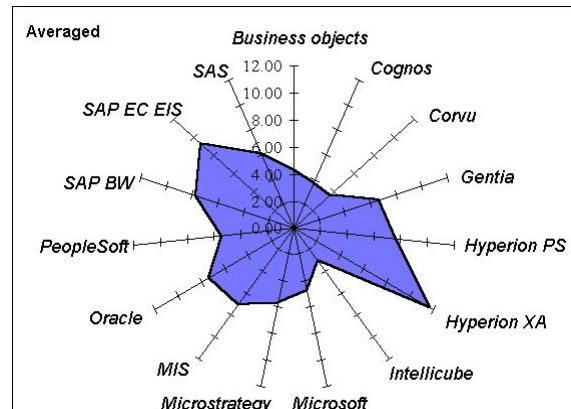 Averaged
Business objects
SAS
Cognos
SAP EC EIS
Corvu
SAP BW
Gentia
PeopleSoft
Hyperion PS
Oracle
Hyperion XA
MIS
Intellicube
Microstrategy
Microsoft
12.00
10.00
8.00
6.00
4.00
2.00
0.00